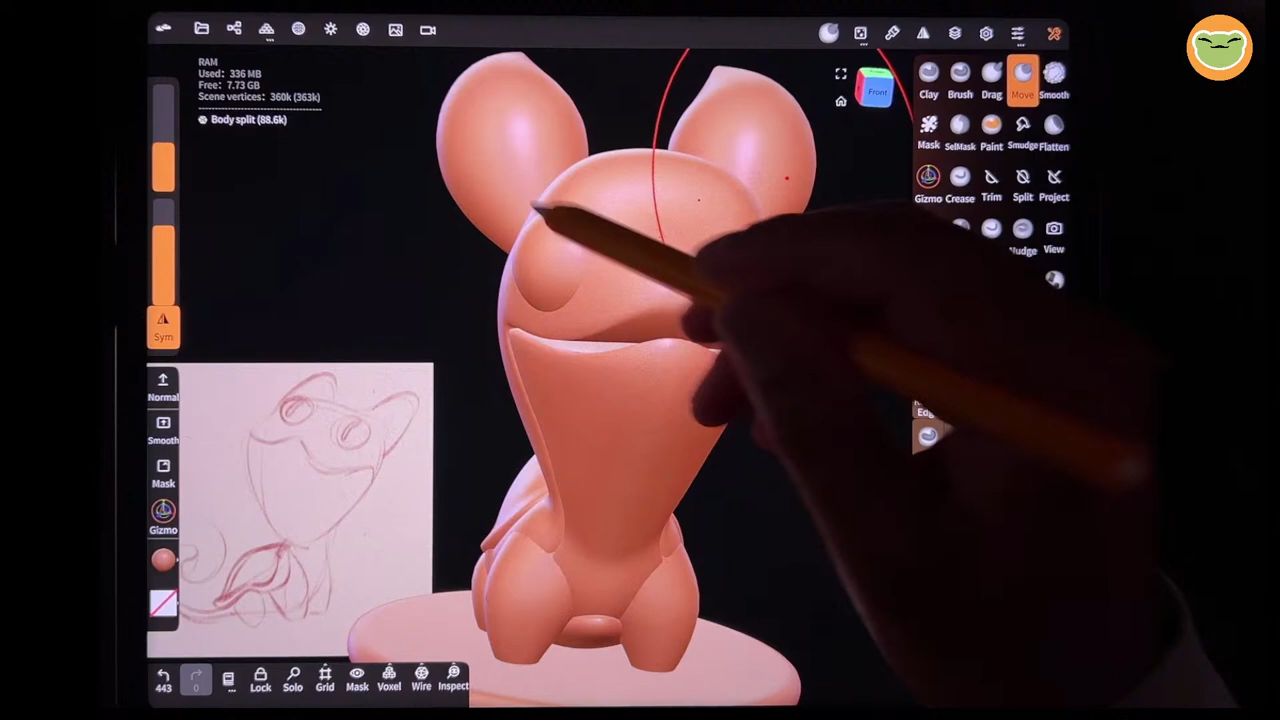 RAM
Used: 336 MB
Free: 7.73 GB
Scene vertices: 360k (363k)
Body split (88.6k)
Front
Clay Brush Drag Move Smooth
Mask SelMask Paint Smudge Flatten
Gizmo Crease Trim Split Project
View
Sym
Normal
Smooth
Mask
Gizmo
443 0 Lock Solo Grid Mask Voxel Wire Inspect